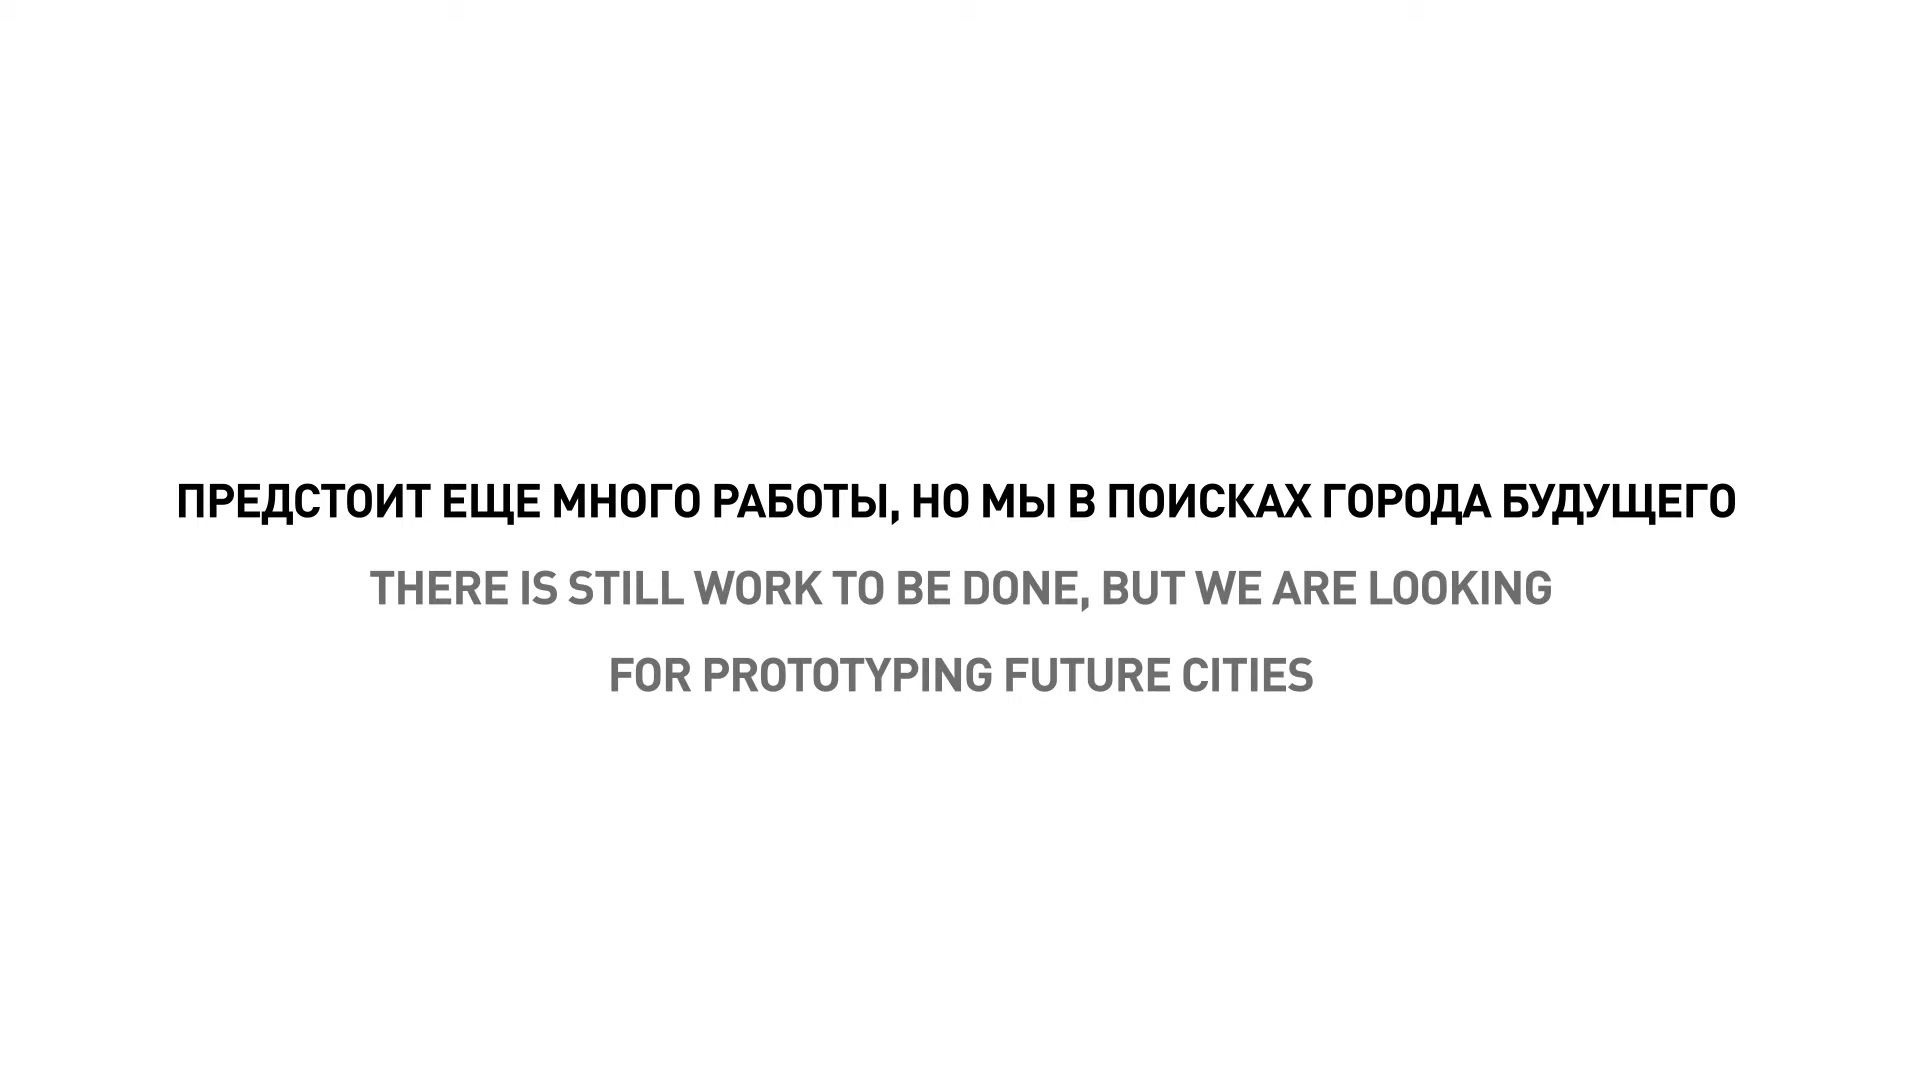 ПРЕДСТОИТ ЕЩЕ МНОГО РАБОТЫ, НО МЫ В ПОИСКАХ ГОРОДА БУДУЩЕГО
THERE IS STILL WORK TO BE DONE, BUT WE ARE LOOKING
FOR PROTOTYPING FUTURE CITIES